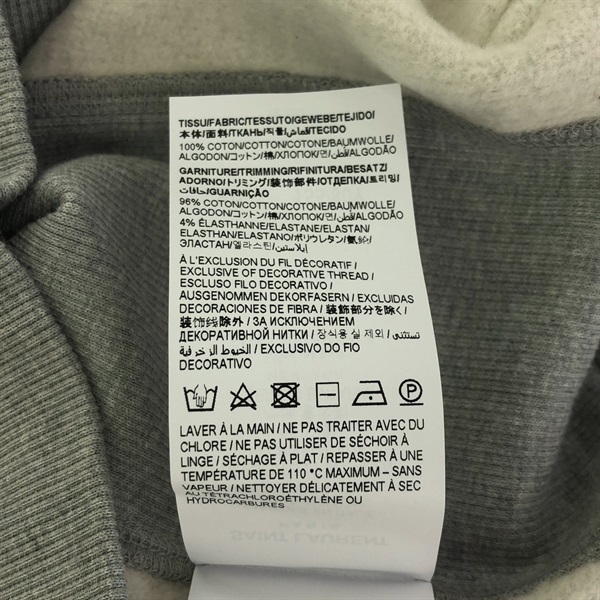 TISSU/FABRIC/TESSUTO/GEWEBE/TEJIDO/
本体/面料/ТКАНЬ/직물/قماش/TECIDO
100% COTON/COTTON/COTONE/BAUMWOLLE/
ALGODON/コットン/棉/ХЛОПОК/면/قطن/ALGODÃO
GARNITURE/TRIMMING/RIFINITURA/BESATZ/
ADORNO/トリミング/装饰部件/ОТДЕЛКА/트리밍/
حافات/GUARNIÇÃO
96% COTON/COTTON/COTONE/BAUMWOLLE/
ALGODON/コットン/棉/ХЛОПОК/면/قطن/ALGODÃO
4% ÉLASTHANNE/ELASTANE/ELASTAN/
ELASTHAN/ELASTANO/ポリウレタン/氨纶/
ЭЛАСТАН/엘라스틴/إيلاستين
À L'EXCLUSION DU FIL DÉCORATIF /
EXCLUSIVE OF DECORATIVE THREAD /
ESCLUSO FILO DECORATIVO /
AUSGENOMMEN DEKORFASERN / EXCLUIDAS
DECORACIONES DE FIBRA / 装飾部分を除く /
装饰线除外 / ЗА ИСКЛЮЧЕНИЕМ
ДЕКОРАТИВНОЙ НИТКИ / 장식용 실 제외 / تستثنى
الخيوط الزخرفية / EXCLUSIVO DO FIO
DECORATIVO
LAVER À LA MAIN / NE PAS TRAITER AVEC DU
CHLORE / NE PAS UTILISER DE SÉCHOIR À
LINGE / SÉCHAGE À PLAT / REPASSER À UNE
TEMPÉRATURE DE 110 °C MAXIMUM – SANS
VAPEUR / NETTOYER DÉLICATEMENT À SEC
AU TÉTRACHLOROÉTHYLÈNE OU
HYDROCARBURES
PARIS
SAINT LAURENT